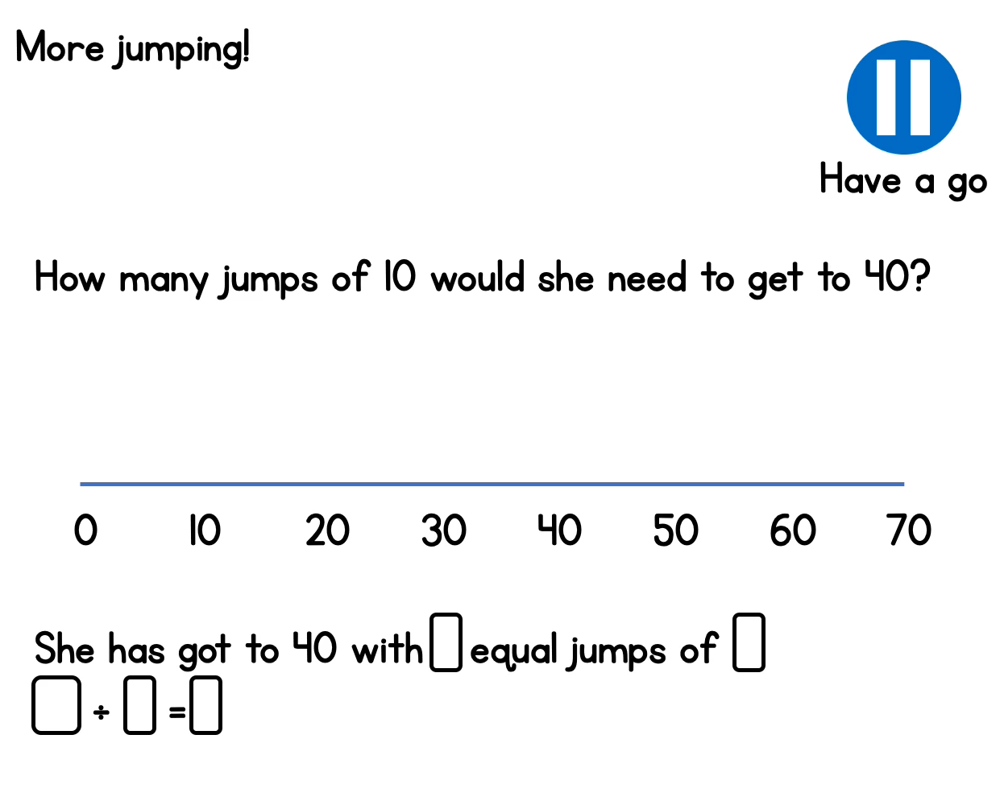 More jumping!
Have a go
How many jumps of 10 would she need to get to 40?
0 10 20 30 40 50 60 70
She has got to 40 with equal jumps of
÷ =